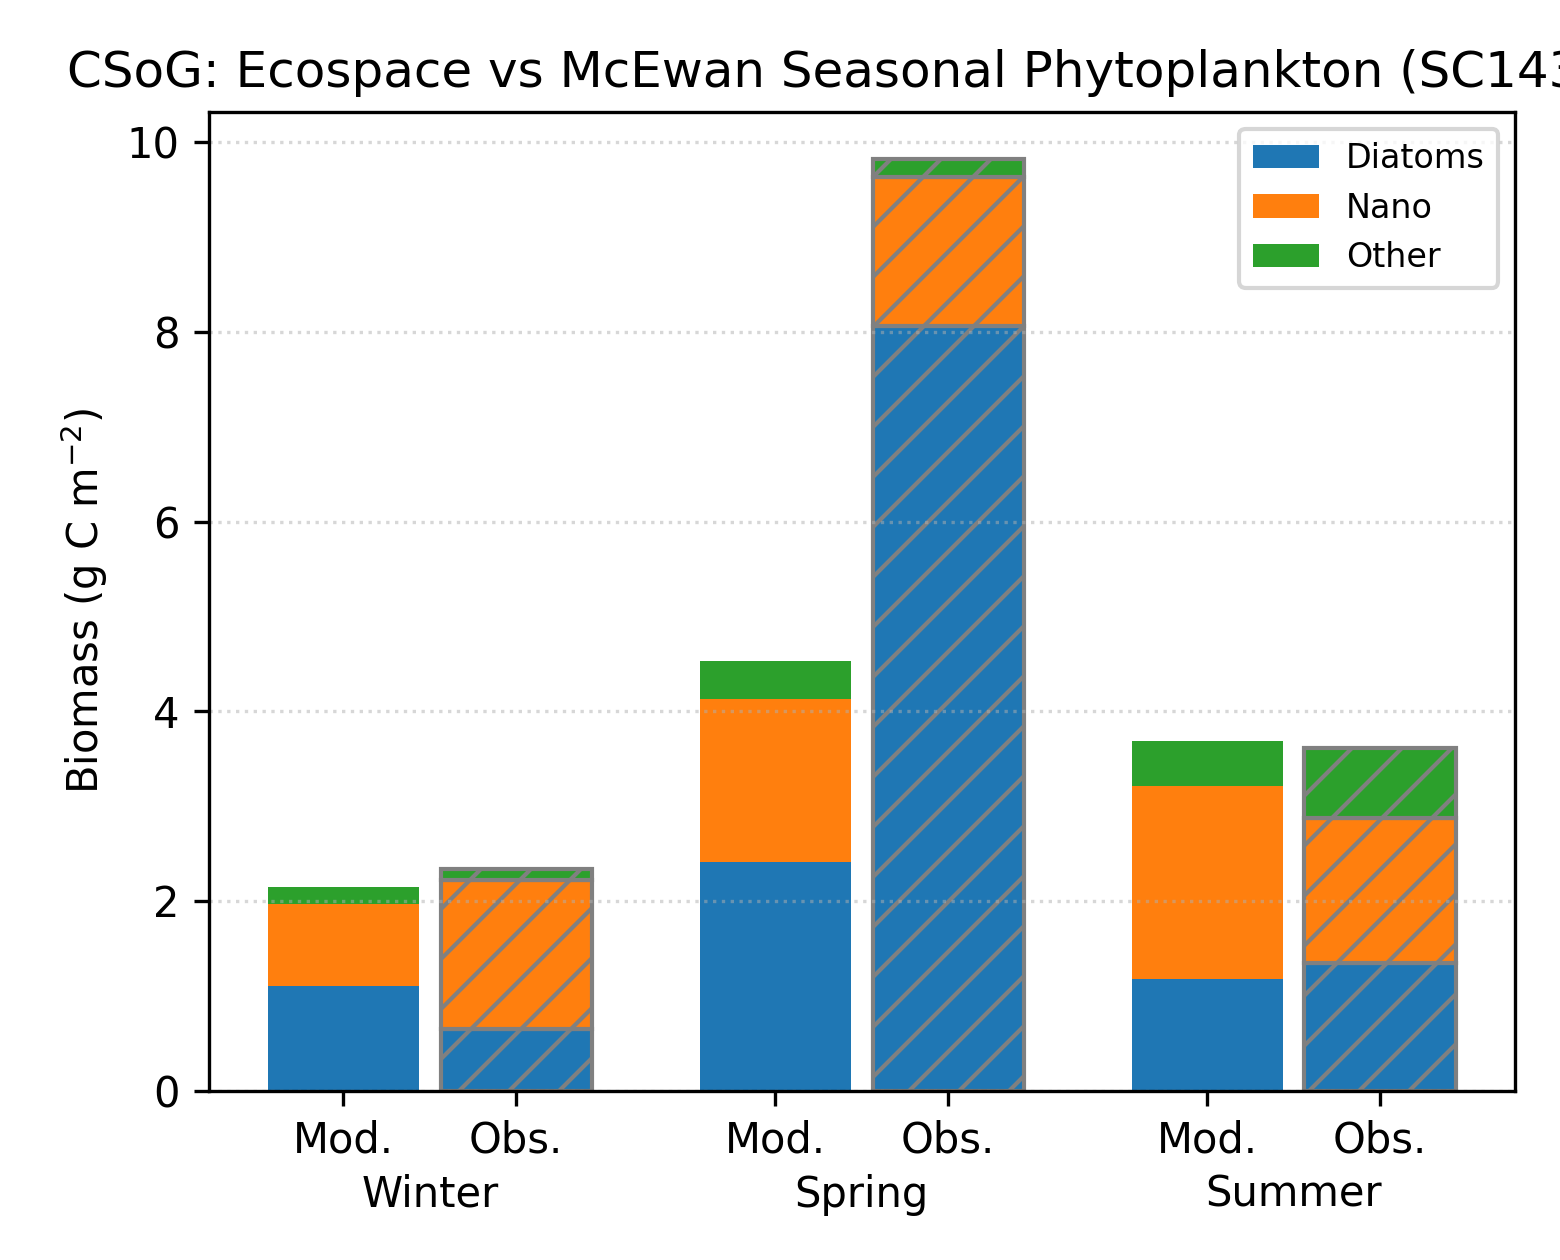 CSoG: Ecospace vs McEwan Seasonal Phytoplankton (SC143
10
8
6
4
2
0
Biomass (g C m⁻²)
Diatoms
Nano
Other
Mod. Obs. Mod. Obs. Mod. Obs.
Winter Spring Summer